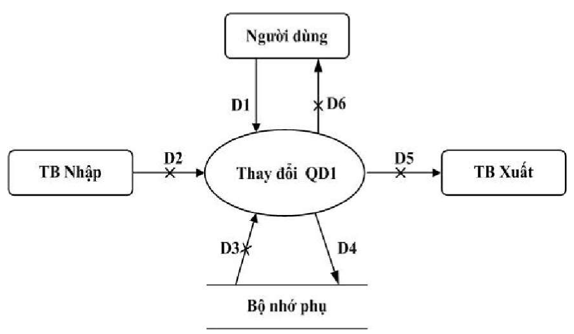 Người dùng
D1
D6
TB Nhập
D2
Thay đổi QD1
D5
TB Xuất
D3
D4
Bộ nhớ phụ